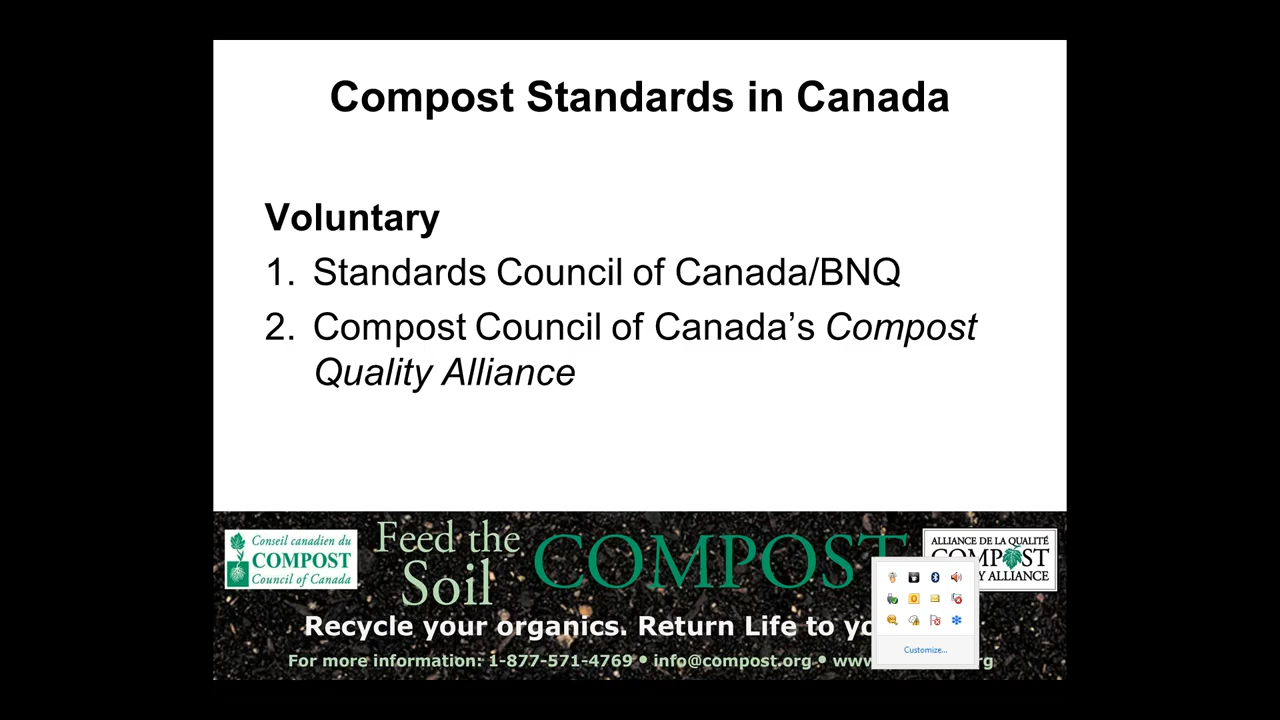 Compost Standards in Canada
Voluntary
1. Standards Council of Canada/BNQ
2. Compost Council of Canada’s Compost
Quality Alliance
Conseil canadien du
COMPOST
Council of Canada
Feed the
Soil
COMPOST
ALLIANCE DE LA QUALITÉ
COMPOST
ALLIANCE
Recycle your organics. Return Life to
For more information: 1-877-571-4769 • info@compost.org •
Customize...